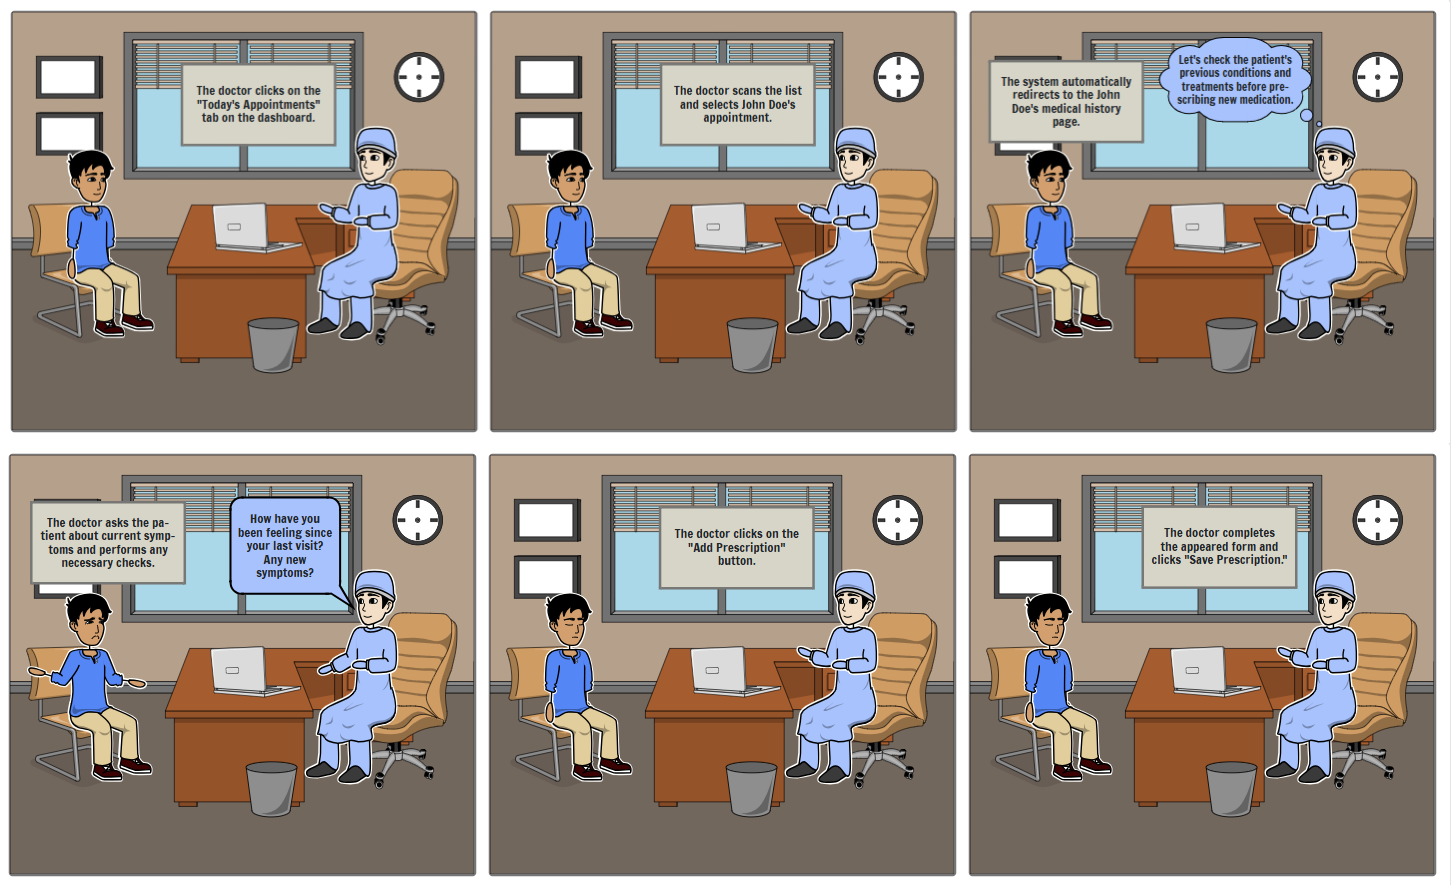 The doctor clicks on the
"Today's Appointments"
tab on the dashboard.
The doctor scans the list
and selects John Doe's
appointment.
The system automatically
redirects to the John
Doe's medical history
page.
Let's check the patient's
previous conditions and
treatments before pre-
scribing new medication.
The doctor asks the pa-
tient about current symp-
toms and performs any
necessary checks.
How have you
been feeling since
your last visit?
Any new
symptoms?
The doctor clicks on the
"Add Prescription"
button.
The doctor completes
the appeared form and
clicks "Save Prescription."